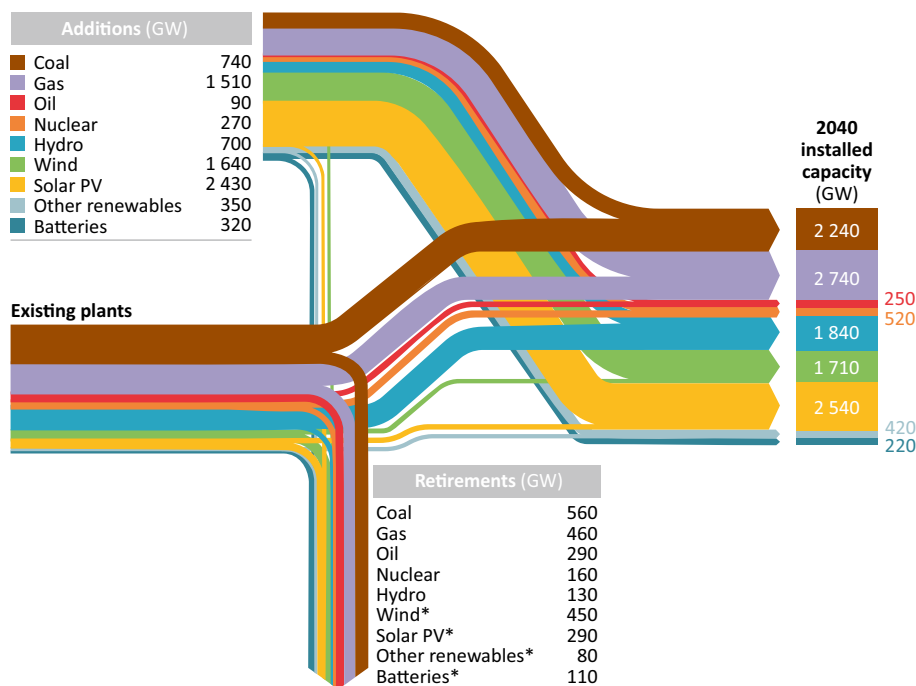 Additions (GW)
Coal 740
Gas 1 510
Oil 90
Nuclear 270
Hydro 700
Wind 1 640
Solar PV 2 430
Other renewables 350
Batteries 320
2040
installed
capacity
(GW)
2 240
2 740
250
520
1 840
1 710
2 540
420
220
Existing plants
Retirements (GW)
Coal 560
Gas 460
Oil 290
Nuclear 160
Hydro 130
Wind* 450
Solar PV* 290
Other renewables* 80
Batteries* 110